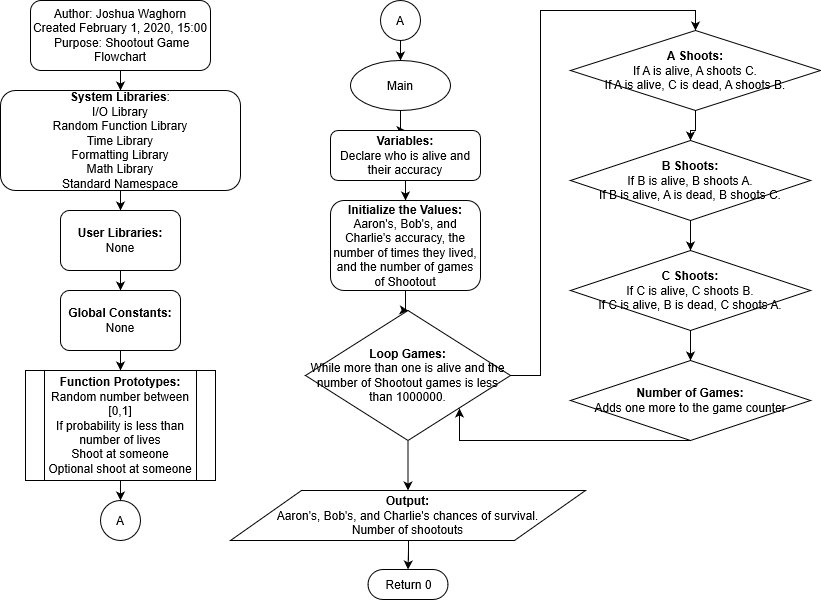 Author: Joshua Waghorn
Created February 1, 2020, 15:00
Purpose: Shootout Game
Flowchart
System Libraries:
I/O Library
Random Function Library
Time Library
Formatting Library
Math Library
Standard Namespace
User Libraries:
None
Global Constants:
None
Function Prototypes:
Random number between
[0,1]
If probability is less than
number of lives
Shoot at someone
Optional shoot at someone
A
A
Main
Variables:
Declare who is alive and
their accuracy
Initialize the Values:
Aaron's, Bob's, and
Charlie's accuracy, the
number of times they lived,
and the number of games
of Shootout
Loop Games:
While more than one is alive and the
number of Shootout games is less
than 1000000.
Output:
Aaron's, Bob's, and Charlie's chances of survival.
Number of shootouts
Return 0
A Shoots:
If A is alive, A shoots C.
If A is alive, C is dead, A shoots B.
B Shoots:
If B is alive, B shoots A.
If B is alive, A is dead, B shoots C.
C Shoots:
If C is alive, C shoots B.
If C is alive, B is dead, C shoots A.
Number of Games:
Adds one more to the game counter